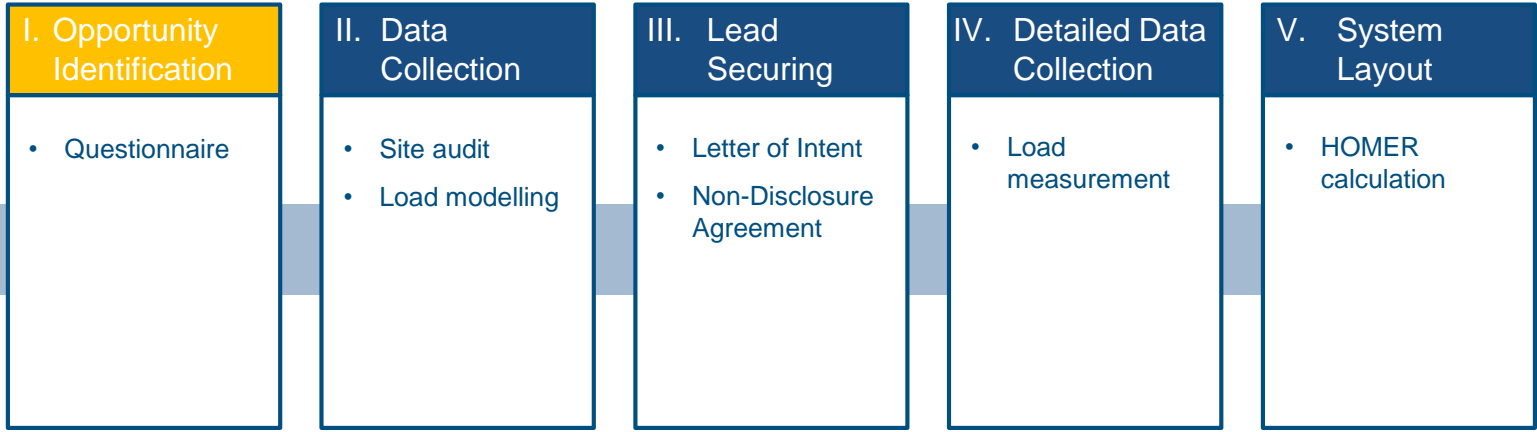 I. Opportunity
Identification
• Questionnaire
II. Data
Collection
• Site audit
• Load modelling
III. Lead
Securing
• Letter of Intent
• Non-Disclosure
Agreement
IV. Detailed Data
Collection
• Load
measurement
V. System
Layout
• HOMER
calculation